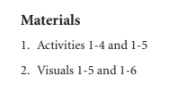 Materials
1. Activities 1-4 and 1-5
2. Visuals 1-5 and 1-6